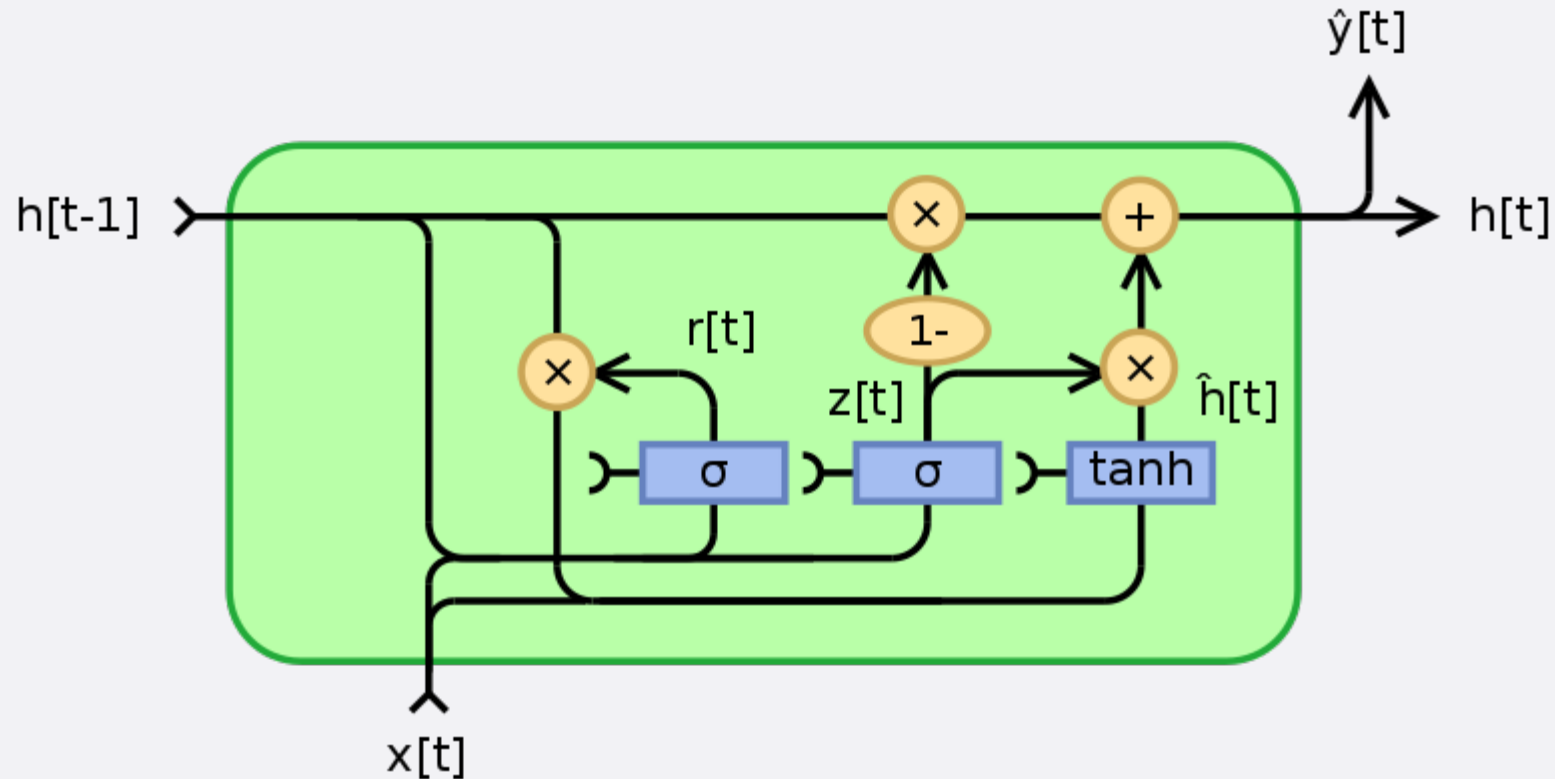 ŷ[t]
h[t-1]
×
+
h[t]
r[t]
1-
×
×
z[t]
ĥ[t]
σ
σ
tanh
x[t]